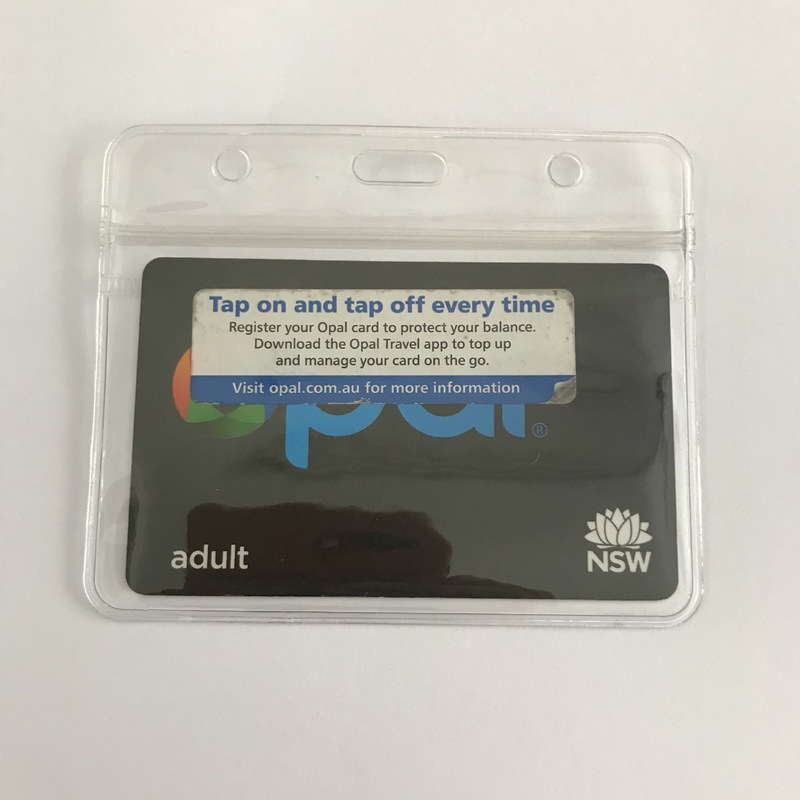 Tap on and tap off every time
Register your Opal card to protect your balance.
Download the Opal Travel app to top up
and manage your card on the go.
Visit opal.com.au for more information
opal®
adult
NSW